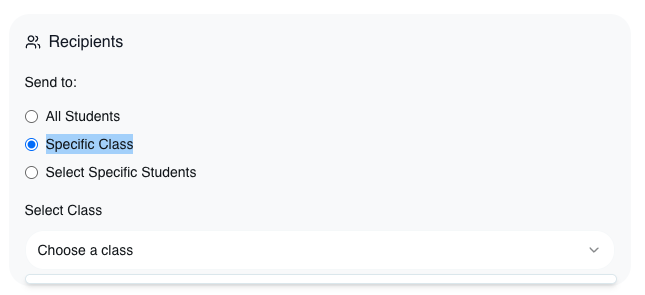 Recipients
Send to:
All Students
Specific Class
Select Specific Students
Select Class
Choose a class